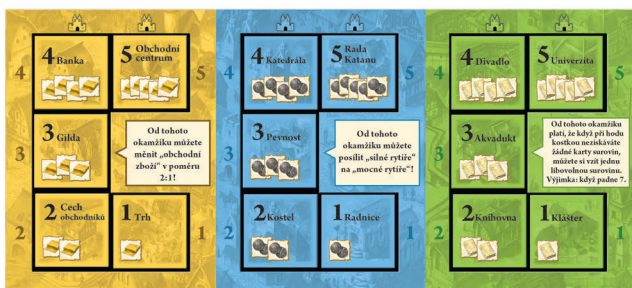 4 Banka
5 Obchodní
centrum
4
5
3 Gilda
3
Od tohoto
okamžiku můžete
měnit „obchodní
zboží“ v poměru
2:1!
2 Cech
obchodníků
1 Trh
2
1
4 Katedrála
5 Rada
Katanu
4
5
3 Pevnost
3
Od tohoto
okamžiku můžete
posílit „silné rytíře“
na „mocné rytíře“!
2 Kostel
1 Radnice
2
1
4 Divadlo
5 Univerzita
4
5
3 Akvadukt
3
Od tohoto okamžiku
platí, že když při hodu
kostkou nezískáváte
žádné karty surovin,
můžete si vzít jednu
libovolnou surovinu.
Výjimka: když padne 7.
2 Knihovna
1 Klášter
2
1